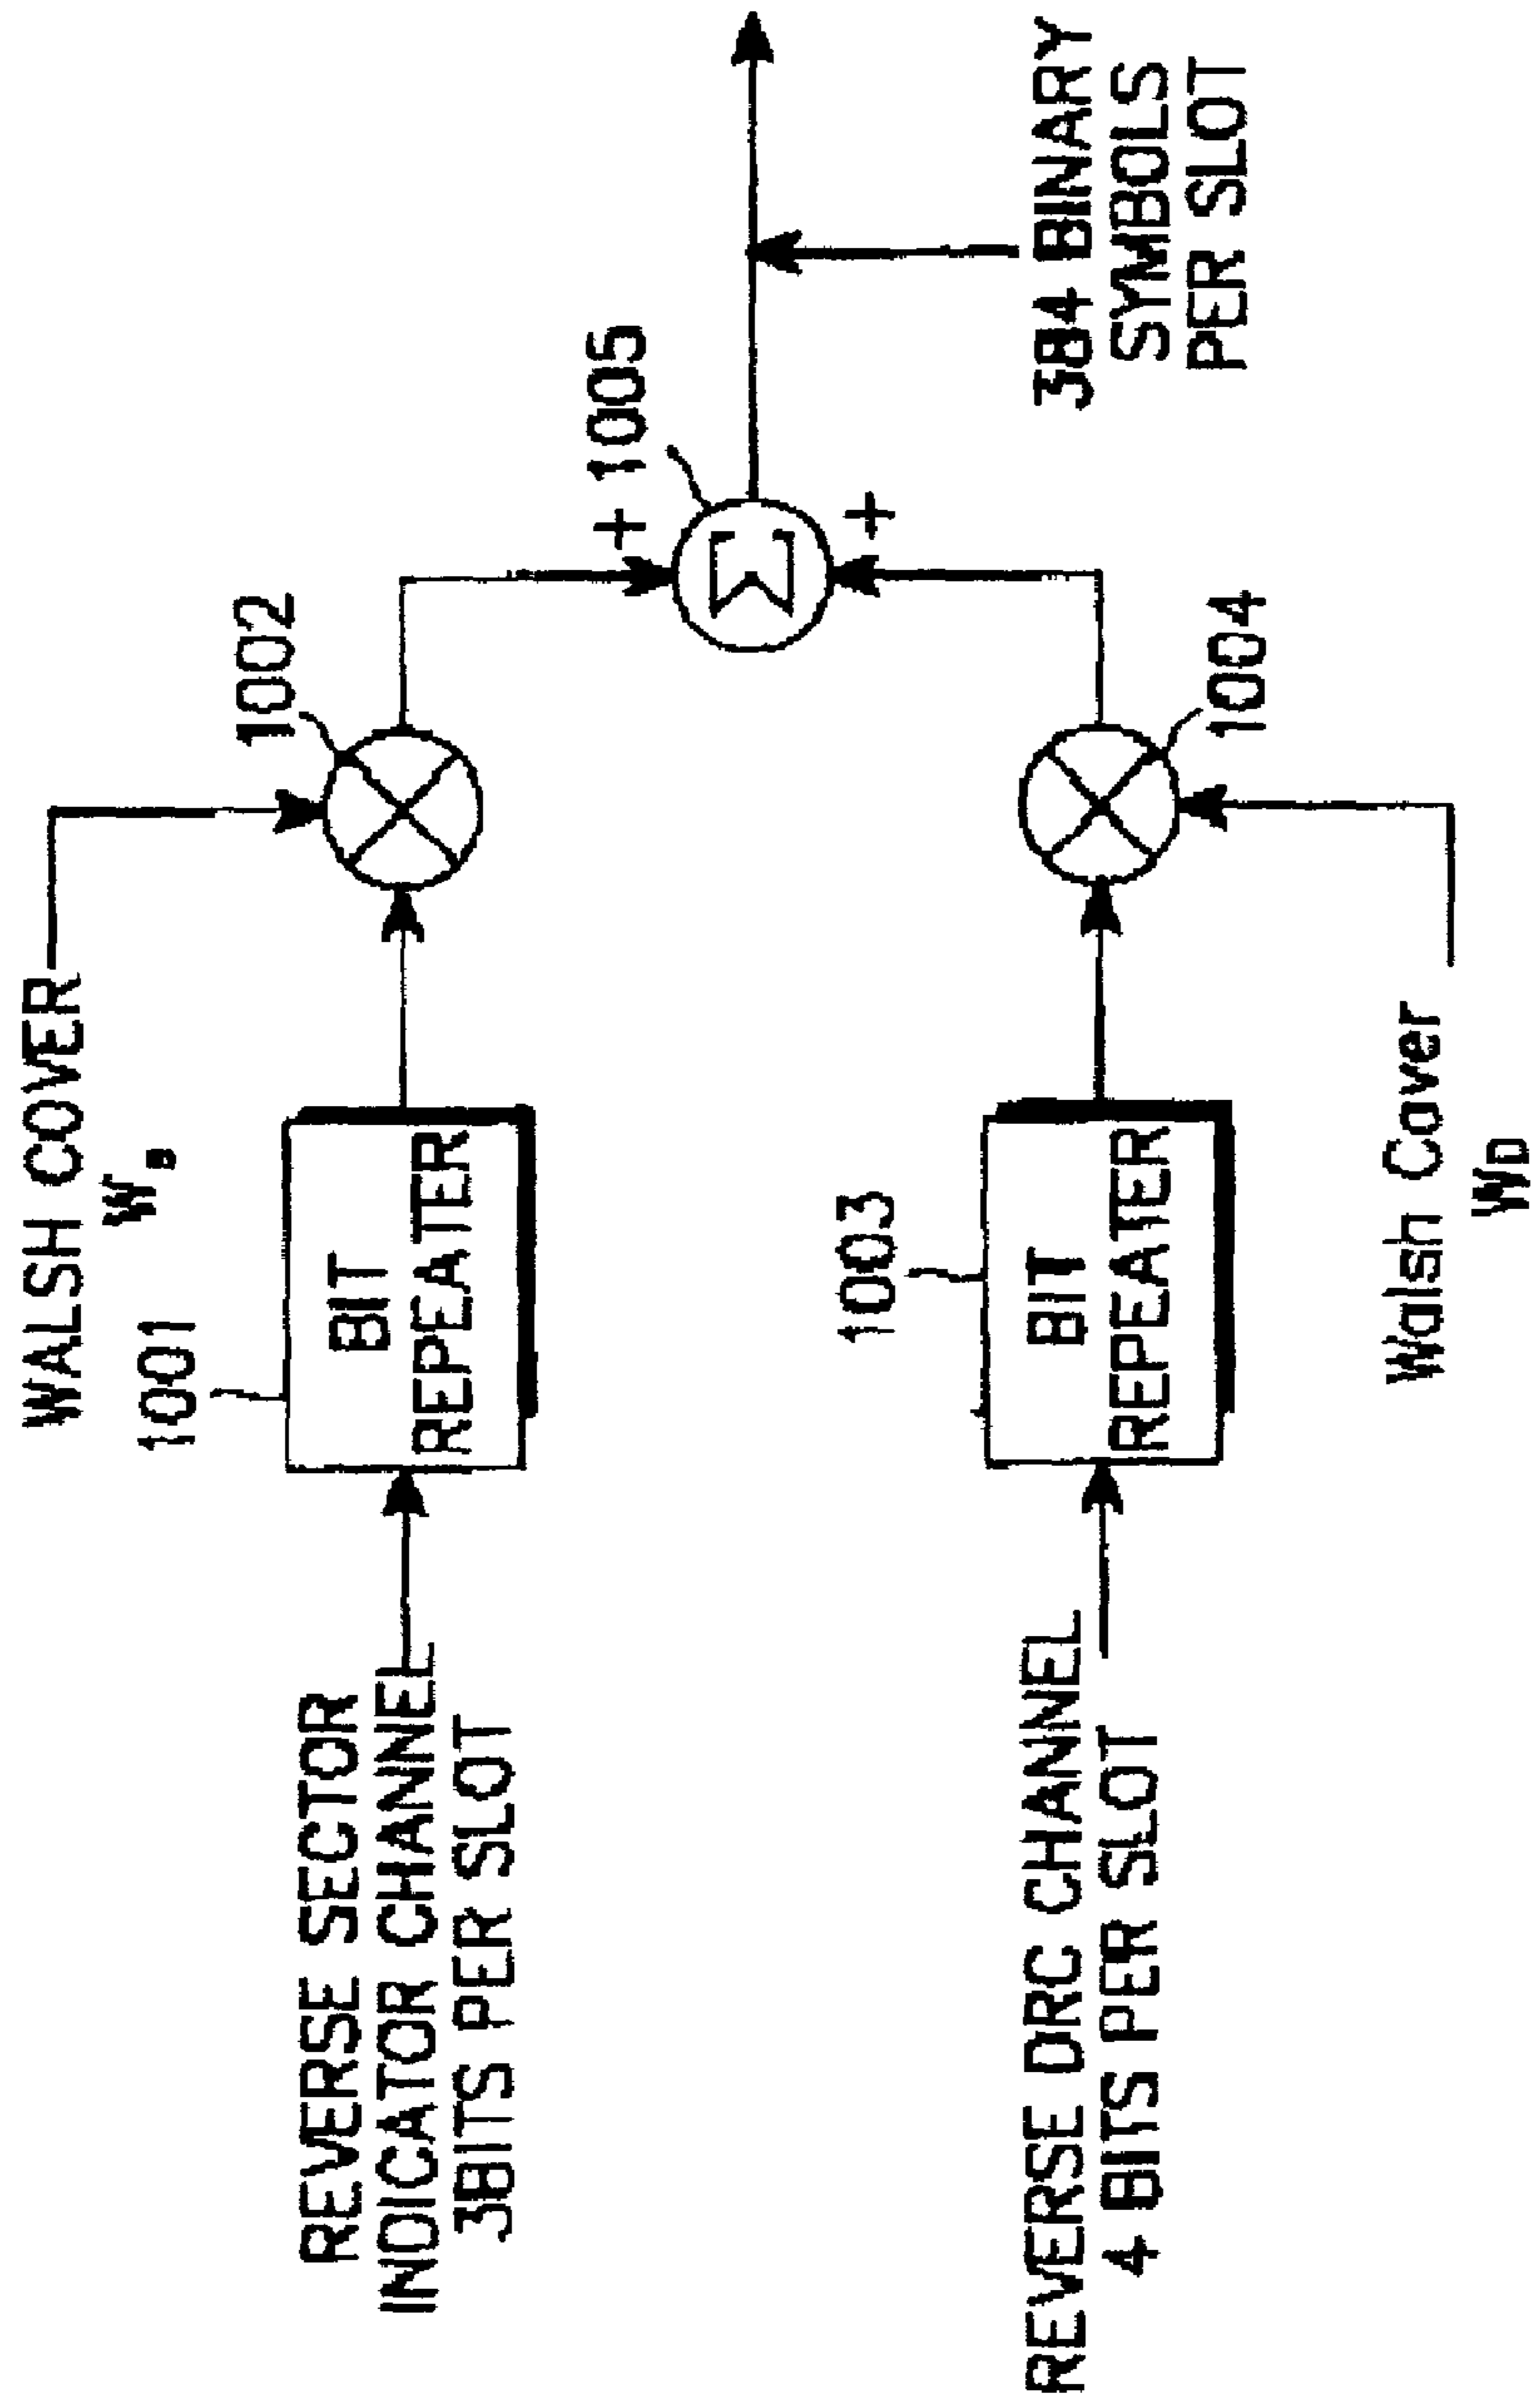 WALSH COVER
W
1001
BIT
REPEATER
1002
REVERSE SECTOR
INDICATOR CHANNEL
3BITS PER SLOT
+ 1005
Σ
+
384 BINARY
SYMBOLS
PER SLOT
1003
BIT
REPEATER
1004
REVERSE DRC CHANNEL
4 BITS PER SLOT
Walsh Cover
WD